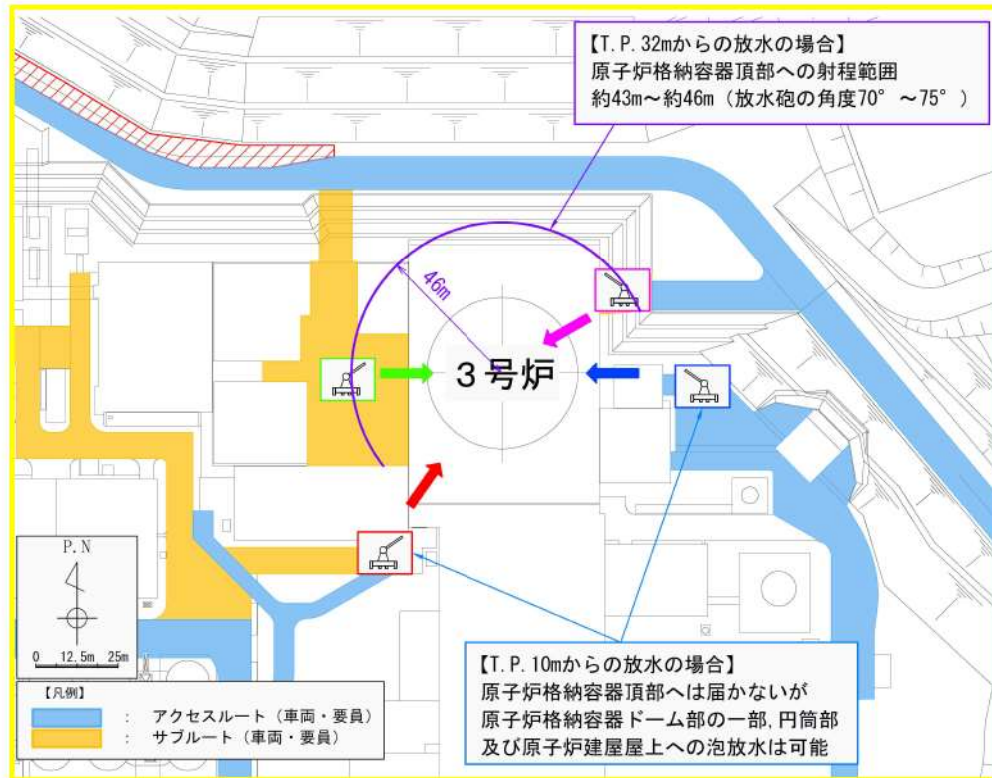 【T.P.32mからの放水の場合】
原子炉格納容器頂部への射程範囲
約43m～約46m（放水砲の角度70°～75°）
46m
3号炉
P.N
0 12.5m 25m
【凡例】
： アクセスルート（車両・要員）
： サブルート（車両・要員）
【T.P.10mからの放水の場合】
原子炉格納容器頂部へは届かないが
原子炉格納容器ドーム部の一部,円筒部
及び原子炉建屋屋上への泡放水は可能